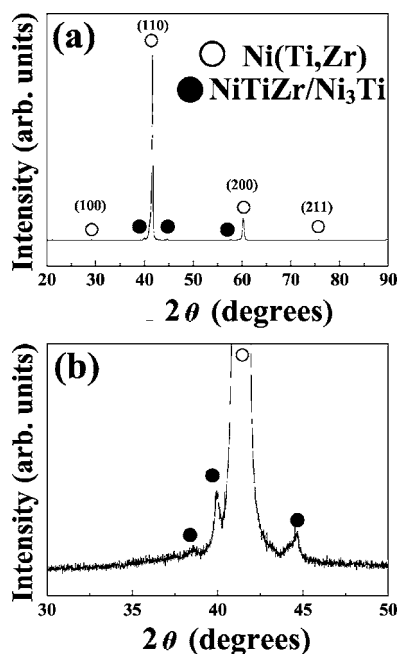 (a)
(110)
○ Ni(Ti,Zr)
● NiTiZr/Ni₃Ti
(100)
(200)
(211)
Intensity (arb. units)
20 30 40 50 60 70 80 90
2θ (degrees)
(b)
Intensity (arb. units)
30 35 40 45 50
2θ (degrees)